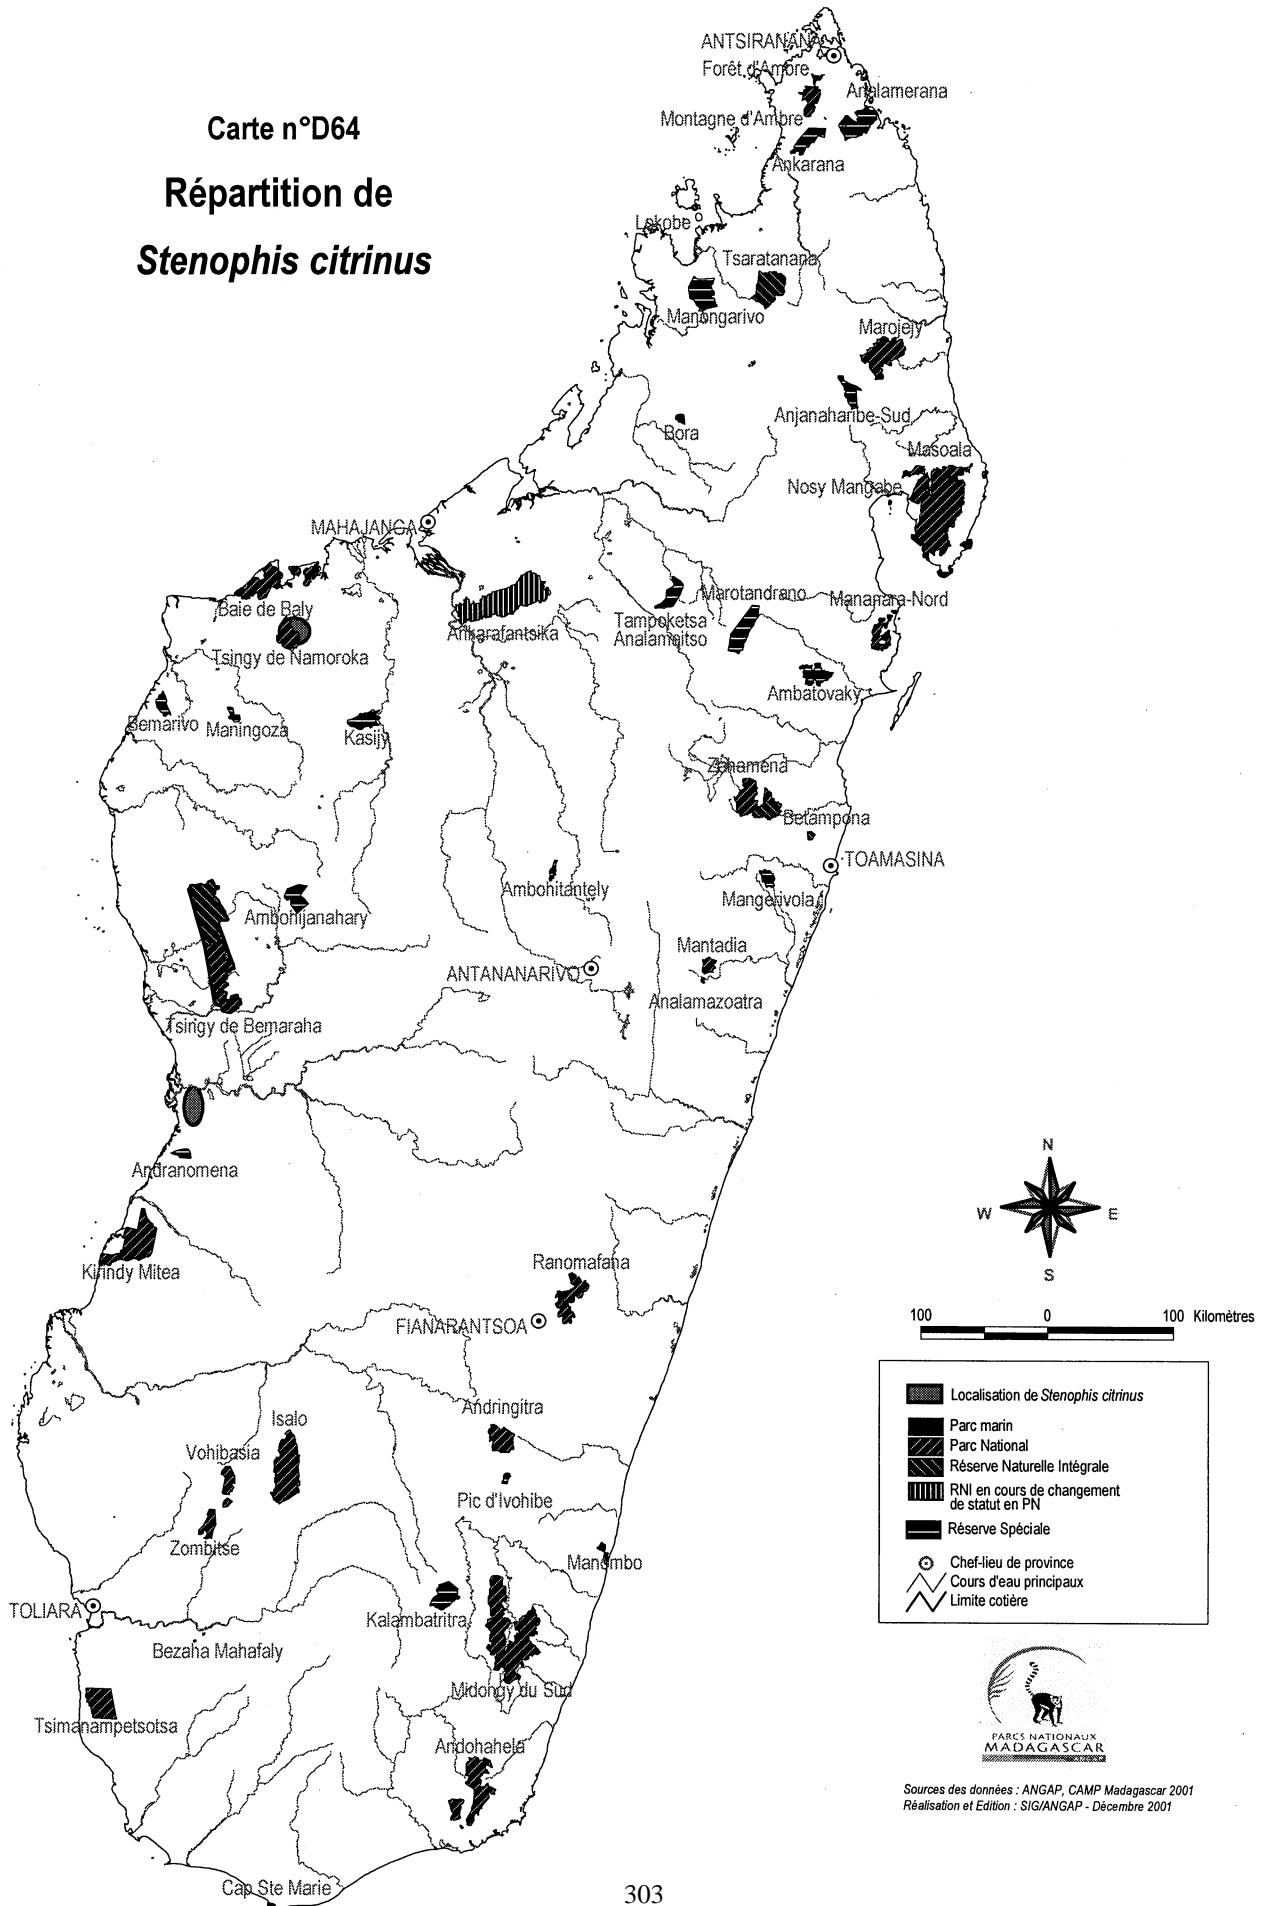 Carte n°D64
Répartition de
Stenophis citrinus
ANTSIRANANA
Forêt d'Ambre
Analamerana
Montagne d'Ambre
Ankarana
Lokobe
Tsaratanana
Manongarivo
Marojejy
Anjanaharibe-Sud
Bora
Masoala
Nosy Mangabe
MAHAJANGA
Baie de Baly
Tsingy de Namoroka
Ankarafantsika
Marotandrano
Mananara-Nord
Tampoketsa
Analamaitso
Ambatovaky
Bemarivo
Maningoza
Kasijy
Zahamena
Betampona
TOAMASINA
Ambohitantely
Mangerivola
Ambohijanahary
Mantadia
ANTANANARIVO
Analamazoatra
Tsingy de Bemaraha
Andranomena
Kirindy Mitea
Ranomafana
FIANARANTSOA
Andringitra
Isalo
Vohibasia
Pic d'Ivohibe
Zombitse
Manombo
TOLIARA
Kalambatritra
Bezaha Mahafaly
Midongy du Sud
Tsimanampetsotsa
Andohahela
Cap Ste Marie
N
W
E
S
100 0 100 Kilomètres
Localisation de Stenophis citrinus
Parc marin
Parc National
Réserve Naturelle Intégrale
RNI en cours de changement
de statut en PN
Réserve Spéciale
Chef-lieu de province
Cours d'eau principaux
Limite cotière
PARCS NATIONAUX
MADAGASCAR
Sources des données : ANGAP, CAMP Madagascar 2001
Réalisation et Edition : SIG/ANGAP - Décembre 2001
303